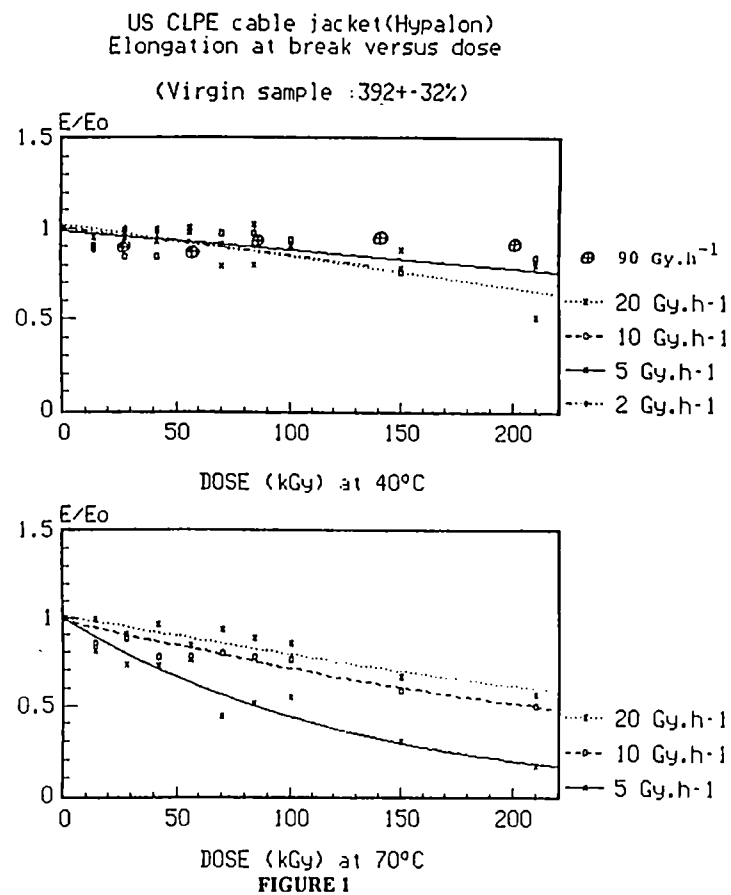 US CLPE cable jacket(Hypalon)
Elongation at break versus dose
(Virgin sample :392+-32%)
E/Eo
1.5
1
0.5
0
0 50 100 150 200
DOSE (kGy) at 40°C
90 Gy.h⁻¹
20 Gy.h-1
10 Gy.h-1
5 Gy.h-1
2 Gy.h-1
E/Eo
1.5
1
0.5
0
0 50 100 150 200
DOSE (kGy) at 70°C
20 Gy.h-1
10 Gy.h-1
5 Gy.h-1
FIGURE 1